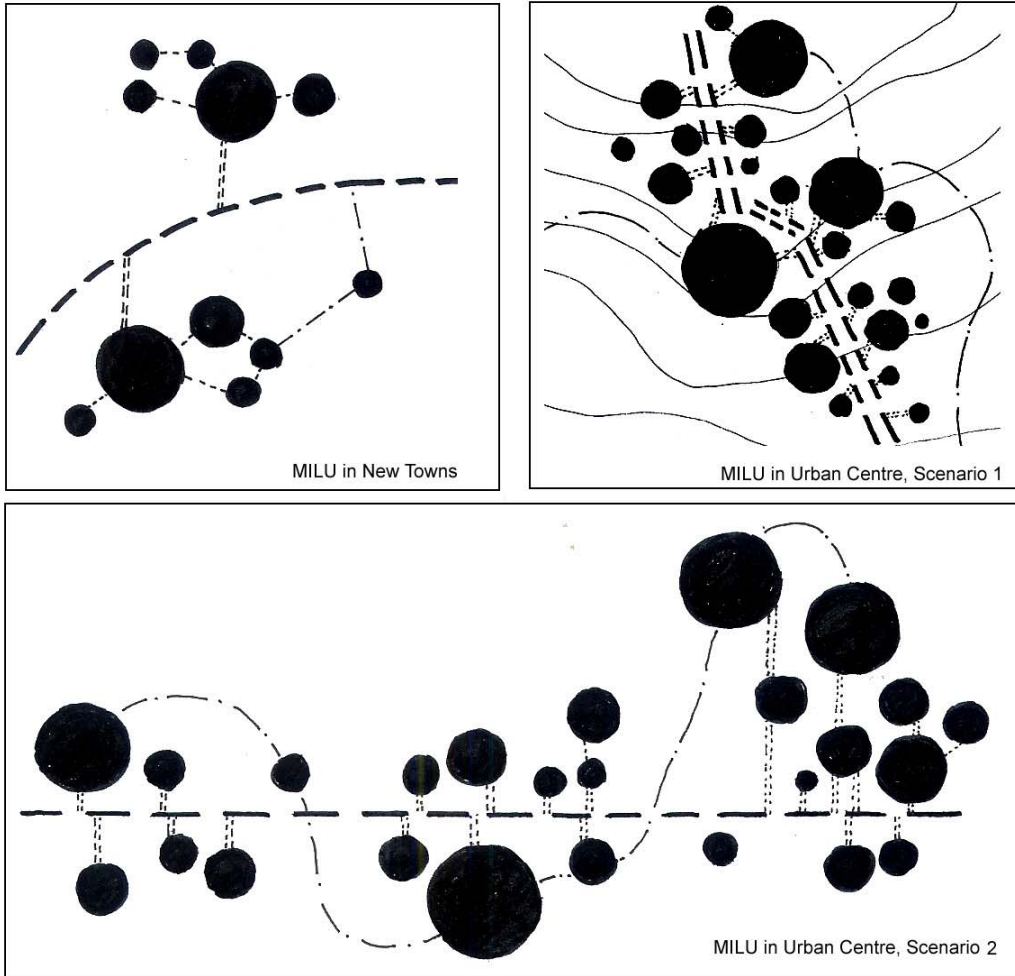 MILU in New Towns
MILU in Urban Centre, Scenario 1
MILU in Urban Centre, Scenario 2